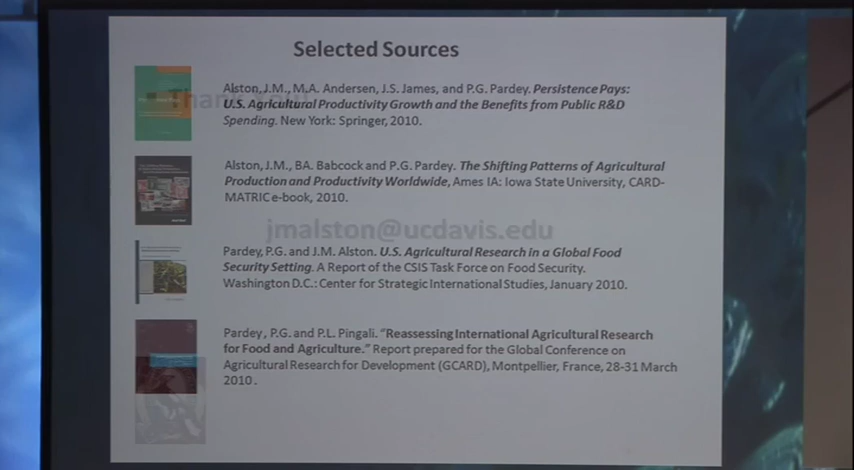 Selected Sources
Alston, J.M., M.A. Andersen, J.S. James, and P.G. Pardey. Persistence Pays:
U.S. Agricultural Productivity Growth and the Benefits from Public R&D
Spending. New York: Springer, 2010.
Thank You!
Alston, J.M., BA. Babcock and P.G. Pardey. The Shifting Patterns of Agricultural
Production and Productivity Worldwide, Ames IA: Iowa State University, CARD-
MATRIC e-book, 2010.
jmalston@ucdavis.edu
Pardey, P.G. and J.M. Alston. U.S. Agricultural Research in a Global Food
Security Setting. A Report of the CSIS Task Force on Food Security.
Washington D.C.: Center for Strategic International Studies, January 2010.
Pardey, P.G. and P.L. Pingali. "Reassessing International Agricultural Research
for Food and Agriculture." Report prepared for the Global Conference on
Agricultural Research for Development (GCARD), Montpellier, France, 28-31 March
2010.